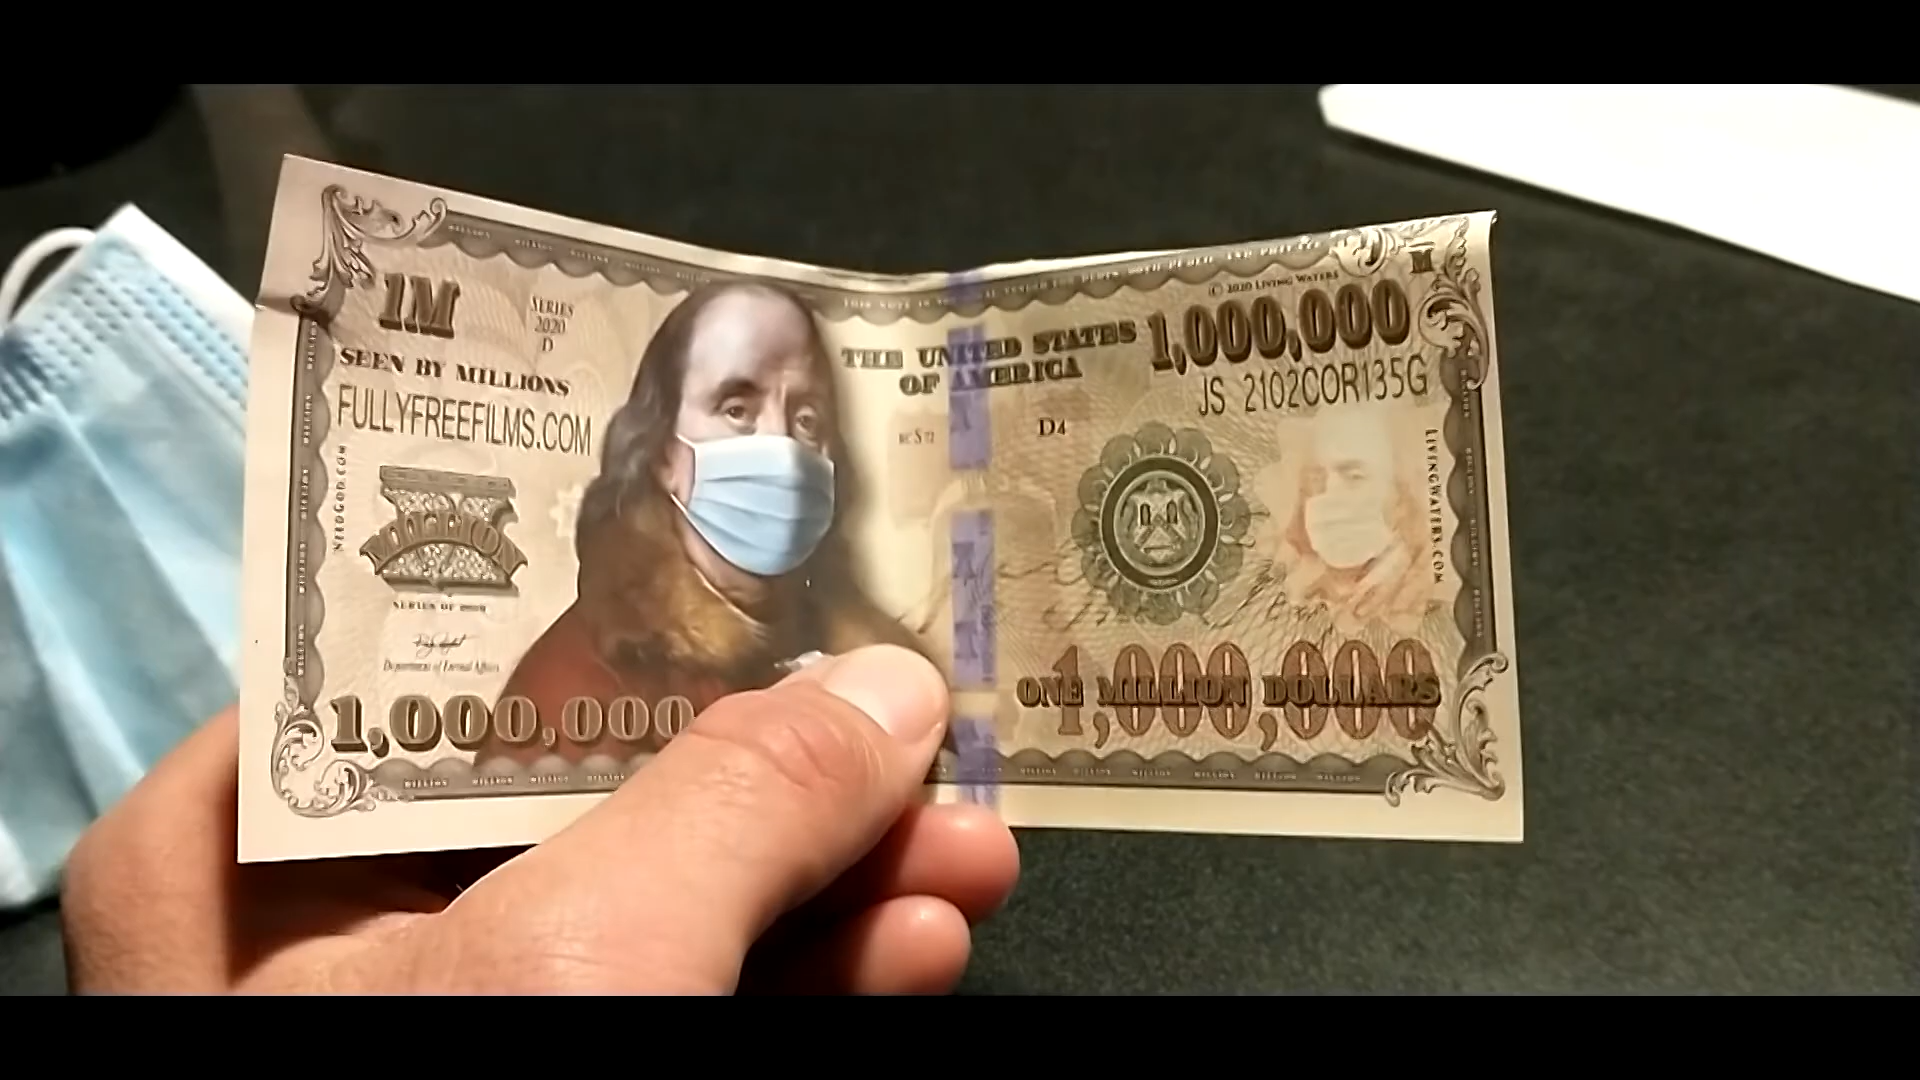 1M
SERIES
2020
D
SEEN BY MILLIONS
FULLYFREEFILMS.COM
NEEDGOD.COM
MILLION
SERIES OF
Department of Eternal Affairs
1,000,000
THE UNITED STATES
OF AMERICA
© 2020 LIVING WATERS
1,000,000
JS 2102COR135G
D4
LIVINGWATERS.COM
1,000,000
ONE MILLION DOLLARS
M